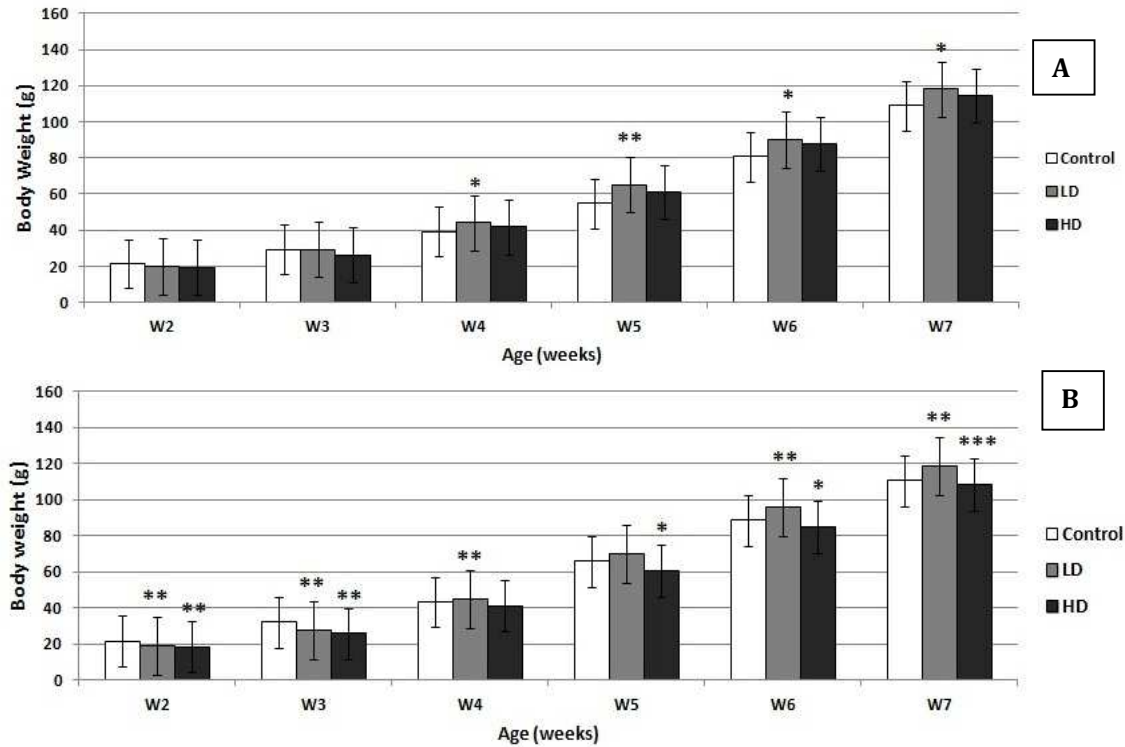 160
140
120
100
80
60
40
20
0
Body Weight (g)
*
**
*
*
W2 W3 W4 W5 W6 W7
Age (weeks)
A
Control
LD
HD
160
140
120
100
80
60
40
20
0
Body weight (g)
** **
** **
**
*
** *
** ***
W2 W3 W4 W5 W6 W7
Age (weeks)
B
Control
LD
HD